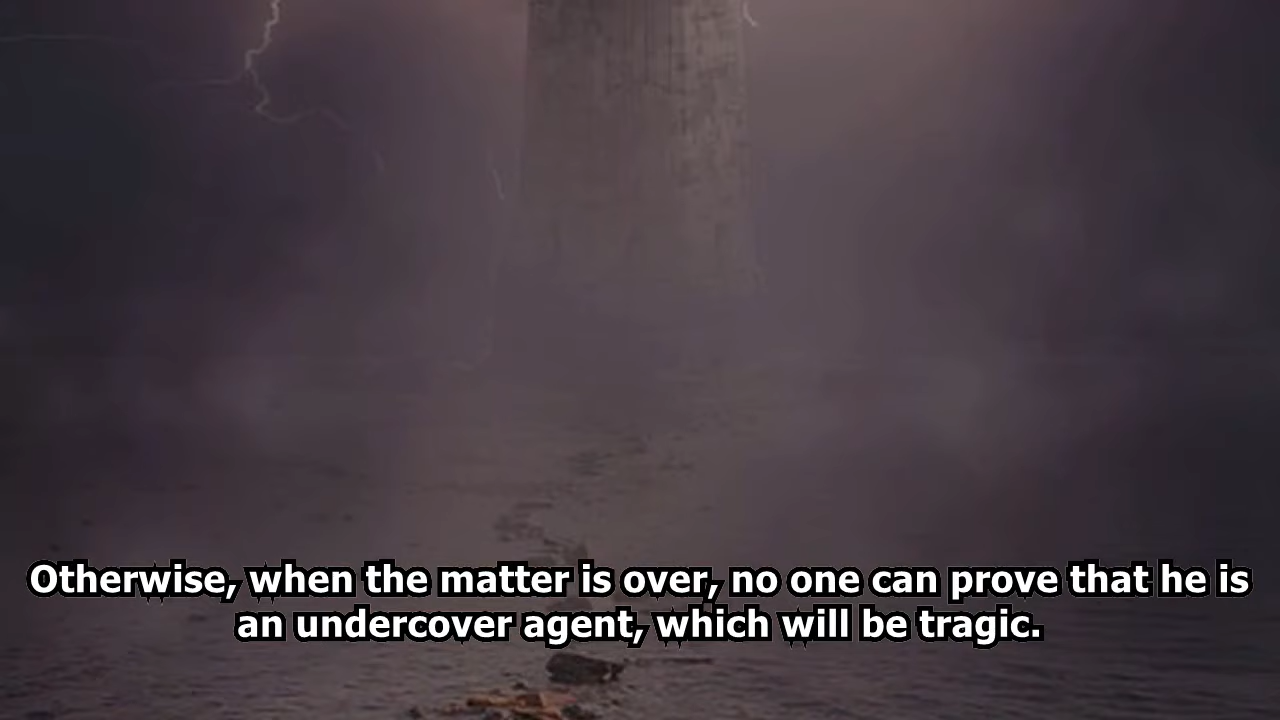 Otherwise, when the matter is over, no one can prove that he is
an undercover agent, which will be tragic.